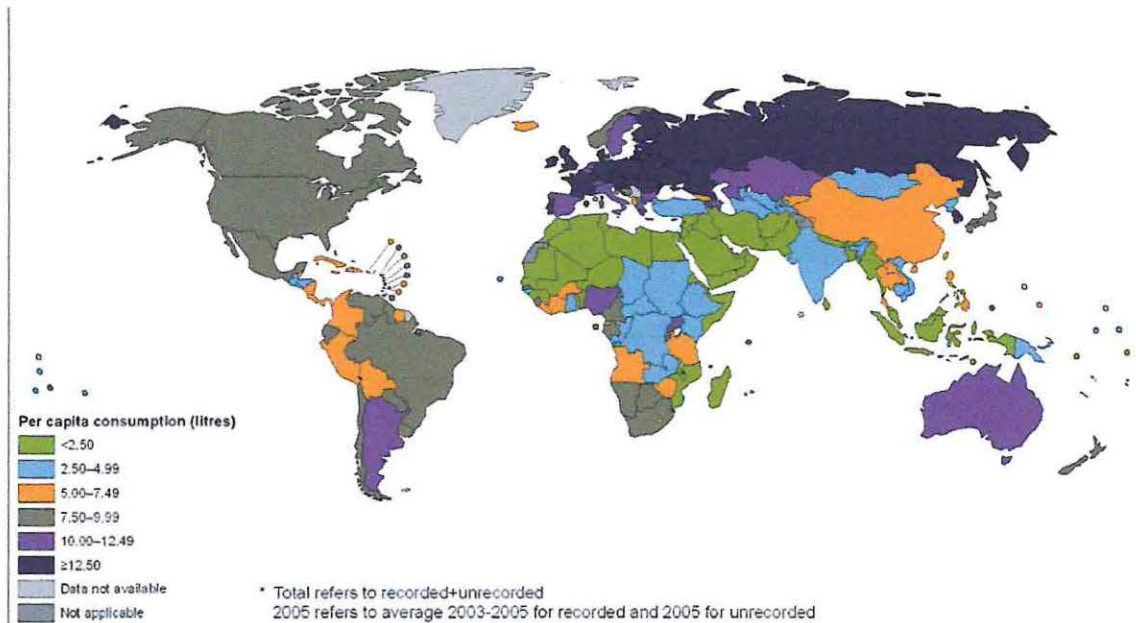 Per capita consumption (litres)
<2.50
2.50–4.99
5.00–7.49
7.50–9.99
10.00–12.49
≥12.50
Data not available
Not applicable
* Total refers to recorded+unrecorded
2005 refers to average 2003-2005 for recorded and 2005 for unrecorded